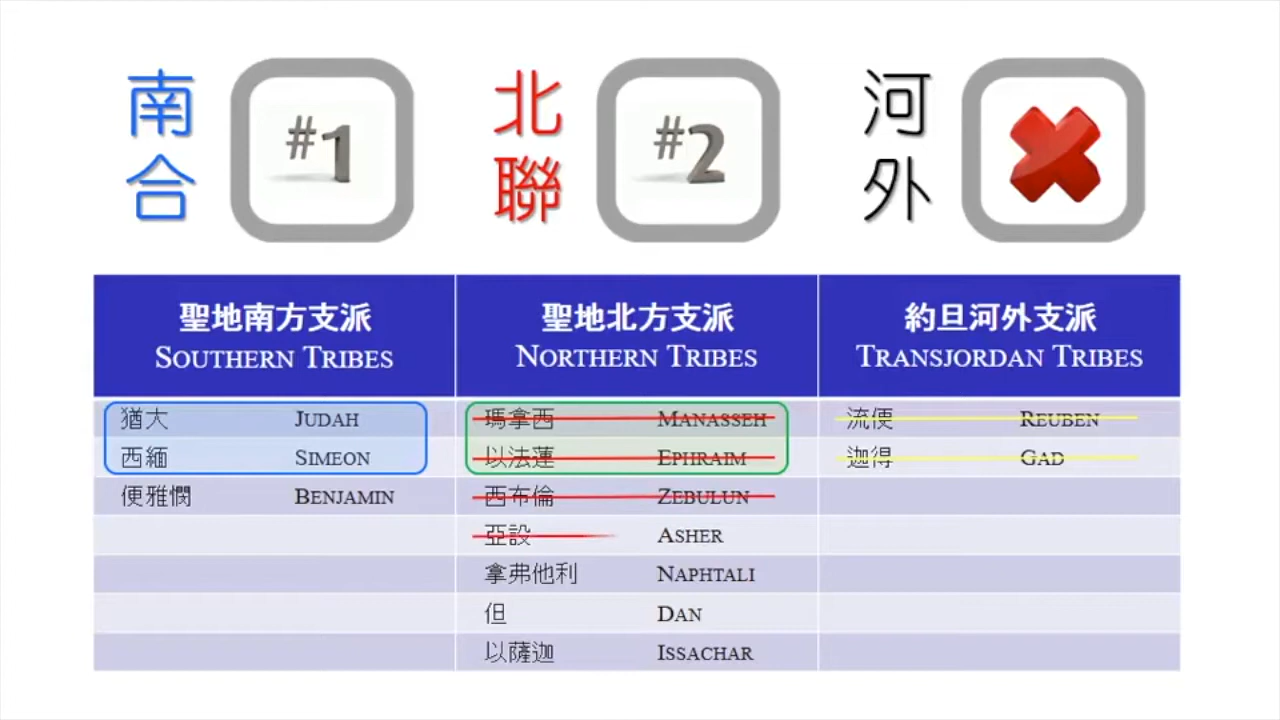 南合
#1
北聯
#2
河外
聖地南方支派
SOUTHERN TRIBES
聖地北方支派
NORTHERN TRIBES
約旦河外支派
TRANSJORDAN TRIBES
猶大 JUDAH
瑪拿西 MANASSEH
流便 REUBEN
西緬 SIMEON
以法蓮 EPHRAIM
迦得 GAD
便雅憫 BENJAMIN
西布倫 ZEBULUN
亞設 ASHER
拿弗他利 NAPHTALI
但 DAN
以薩迦 ISSACHAR